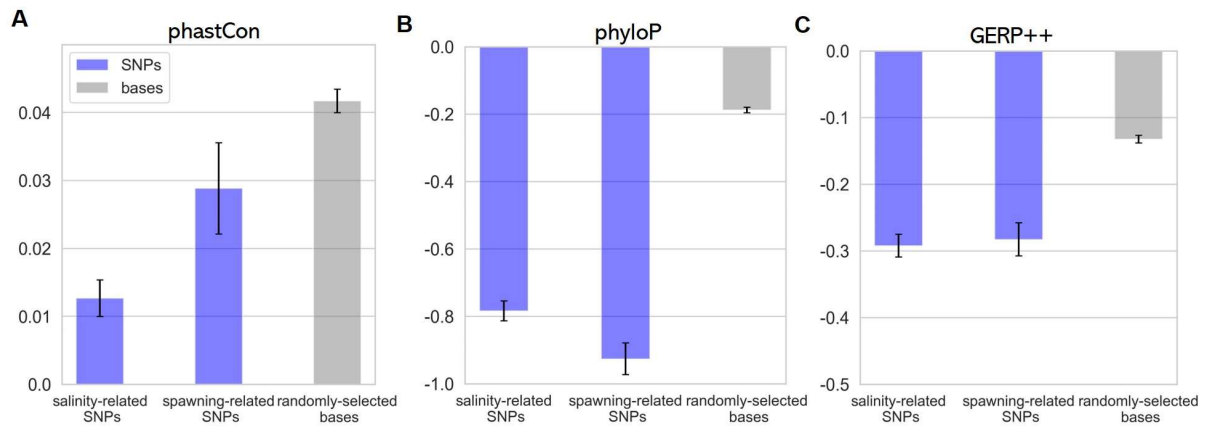 A
phastCon
SNPs
bases
0.04
0.03
0.02
0.01
0.0
salinity-related
SNPs
spawning-related
SNPs
randomly-selected
bases
B
phyloP
0.0
-0.2
-0.4
-0.6
-0.8
-1.0
salinity-related
SNPs
spawning-related
SNPs
randomly-selected
bases
C
GERP++
0.0
-0.1
-0.2
-0.3
-0.4
-0.5
salinity-related
SNPs
spawning-related
SNPs
randomly-selected
bases